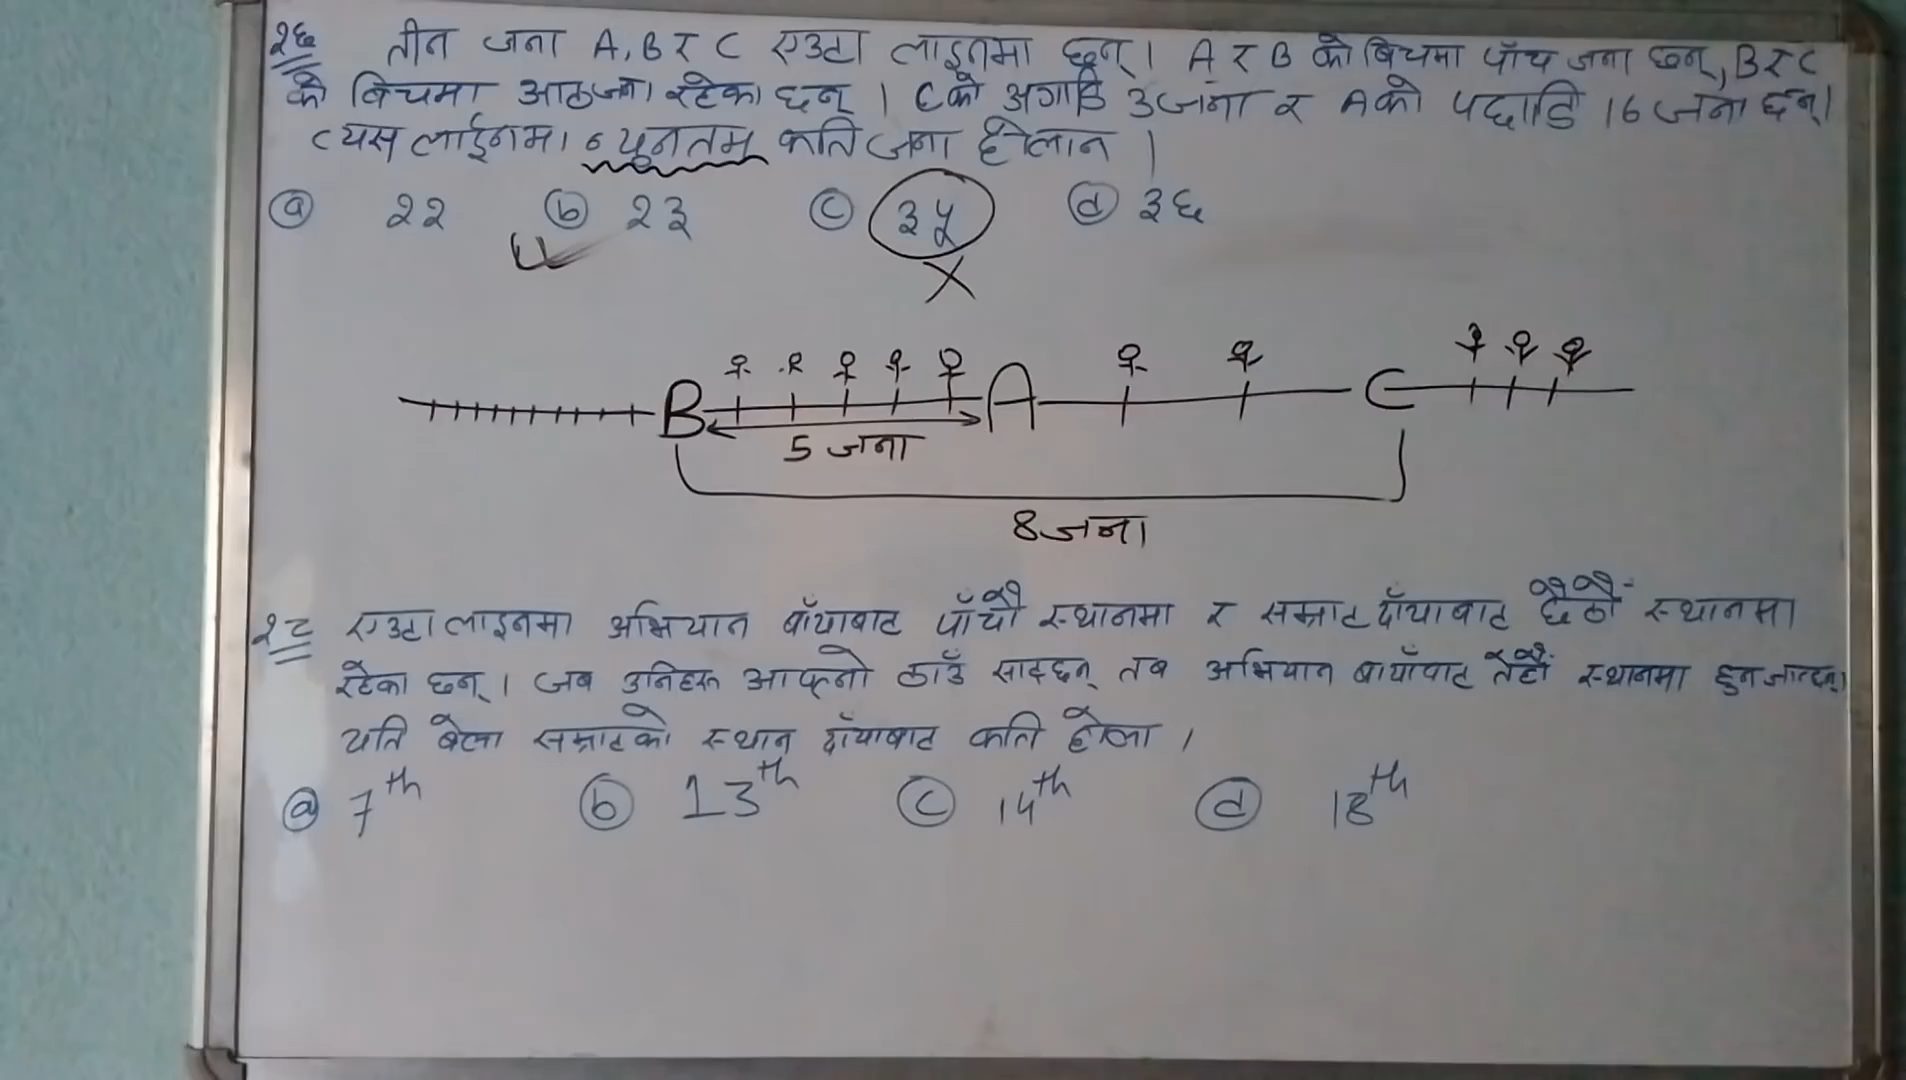 २६ तीन जना A, B र C एउटा लाइनमा छन्। A र B को बिचमा पाँच जना छन्, B र C
को बिचमा आठजना रहेका छन्। C को अगाडि 3 जना र A को पछाडि 16 जना छन्।
त्यस लाईनमा न्यूनतम कति जना होलान।
ⓐ २२ ⓑ २३ ⓒ ३५ ⓓ ३६
X
B A C
5 जना
8 जना
२८ एउटा लाइनमा अभियान बाँयाबाट पाँचौं स्थानमा र सम्राट दाँयाबाट छैठौं स्थानमा
रहेका छन्। जब उनिहरू आफ्नो ठाउँ साट्छन् तब अभियान बायाँबाट तेह्रौं स्थानमा हुन जान्छन्।
यति बेला सम्राटको स्थान दाँयाबाट कति होला।
ⓐ 7th ⓑ 13th ⓒ 14th ⓓ 18th